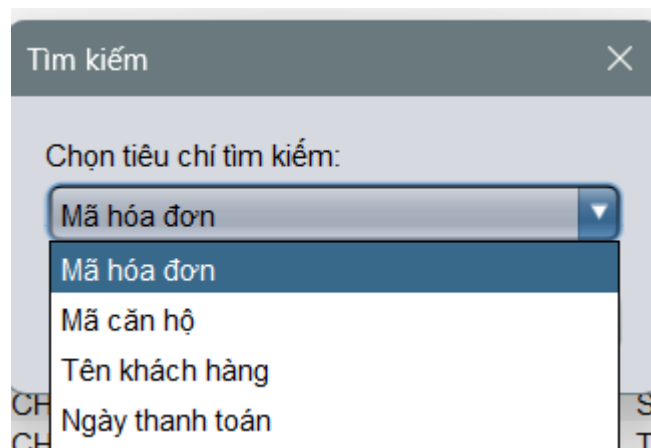 Tìm kiếm
Chọn tiêu chí tìm kiếm:
Mã hóa đơn
Mã hóa đơn
Mã căn hộ
Tên khách hàng
CH
Ngày thanh toán